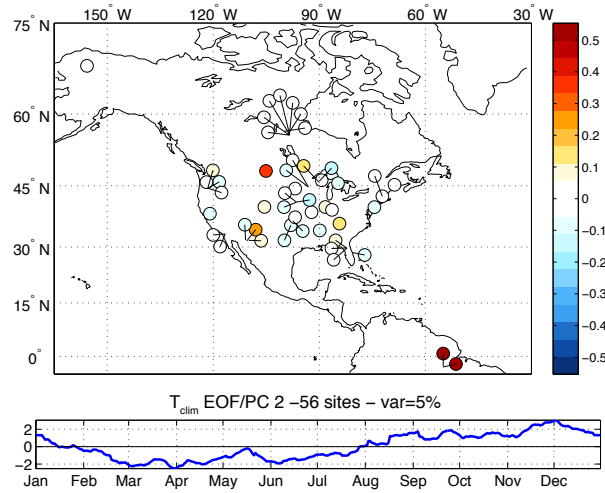 150° W 120° W 90° W 60° W 30° W
75° N
60° N
45° N
30° N
15° N
0°
0.5
0.4
0.3
0.2
0.1
0
-0.1
-0.2
-0.3
-0.4
-0.5
T_clim EOF/PC 2 −56 sites − var=5%
2
0
−2
Jan Feb Mar Apr May Jun Jul Aug Sep Oct Nov Dec